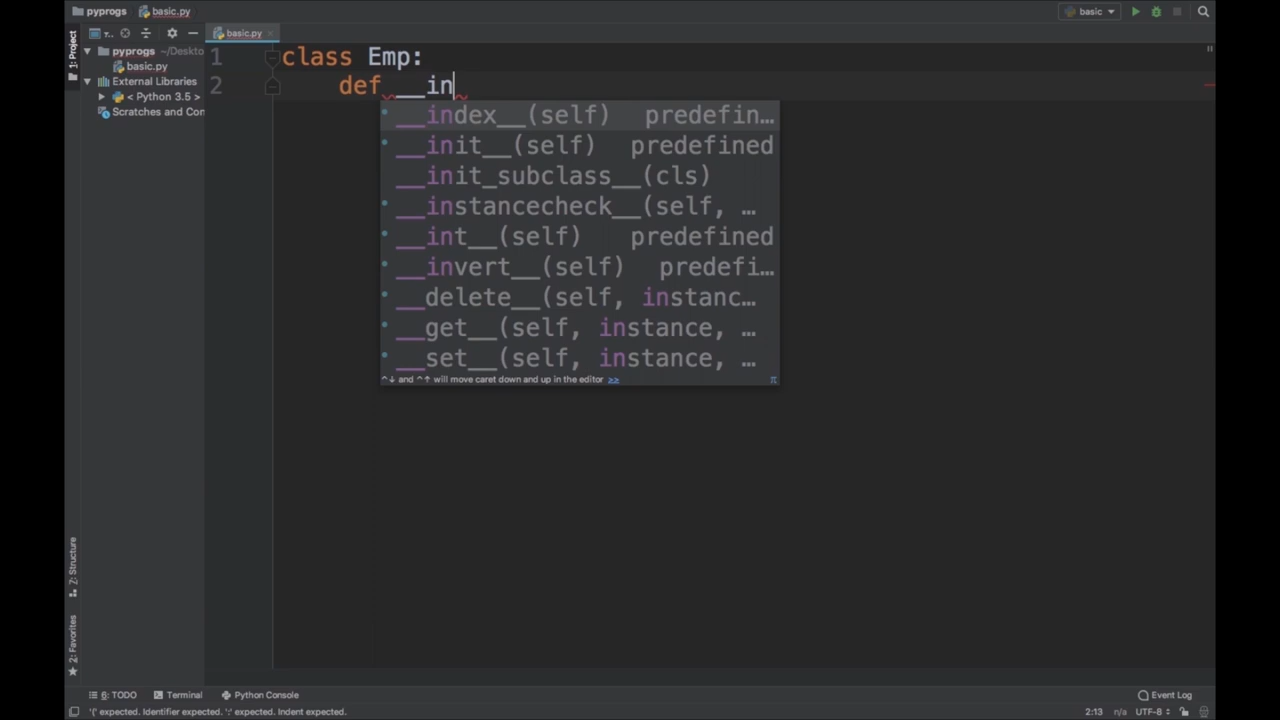 pyprogs basic.py basic
1: Project
pyprogs ~/Deskto
basic.py
External Libraries
< Python 3.5 >
Scratches and Con
basic.py
1 class Emp:
2 def __in
__index__(self) predefin…
__init__(self) predefined
__init_subclass__(cls)
__instancecheck__(self, …
__int__(self) predefined
__invert__(self) predefi…
__delete__(self, instanc…
__get__(self, instance, …
__set__(self, instance, …
^↓ and ^↑ will move caret down and up in the editor >> π
7: Structure
2: Favorites
6: TODO Terminal Python Console Event Log
'(' expected. Identifier expected. ':' expected. Indent expected. 2:13 n/a UTF-8